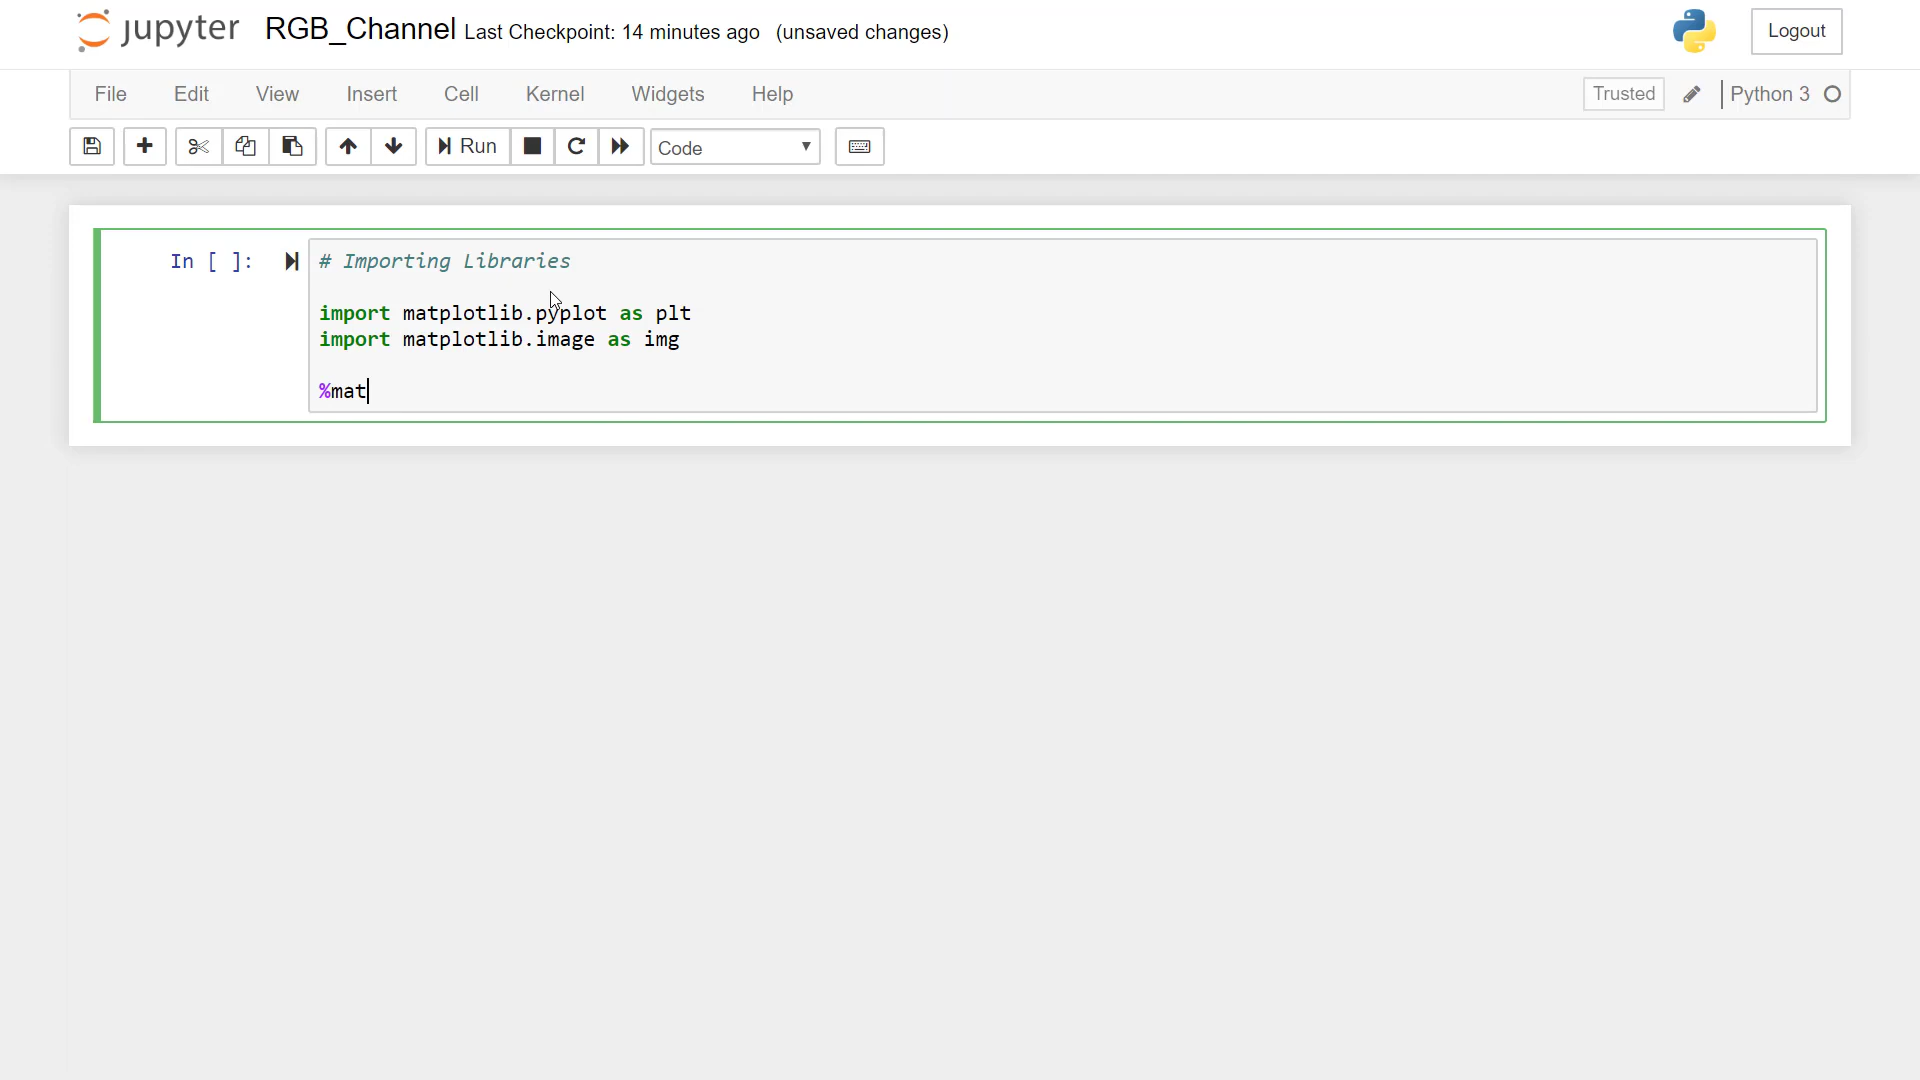 jupyter RGB_Channel Last Checkpoint: 14 minutes ago (unsaved changes) Logout
File Edit View Insert Cell Kernel Widgets Help Trusted Python 3
Run Code
In [ ]: # Importing Libraries
import matplotlib.pyplot as plt
import matplotlib.image as img
%mat